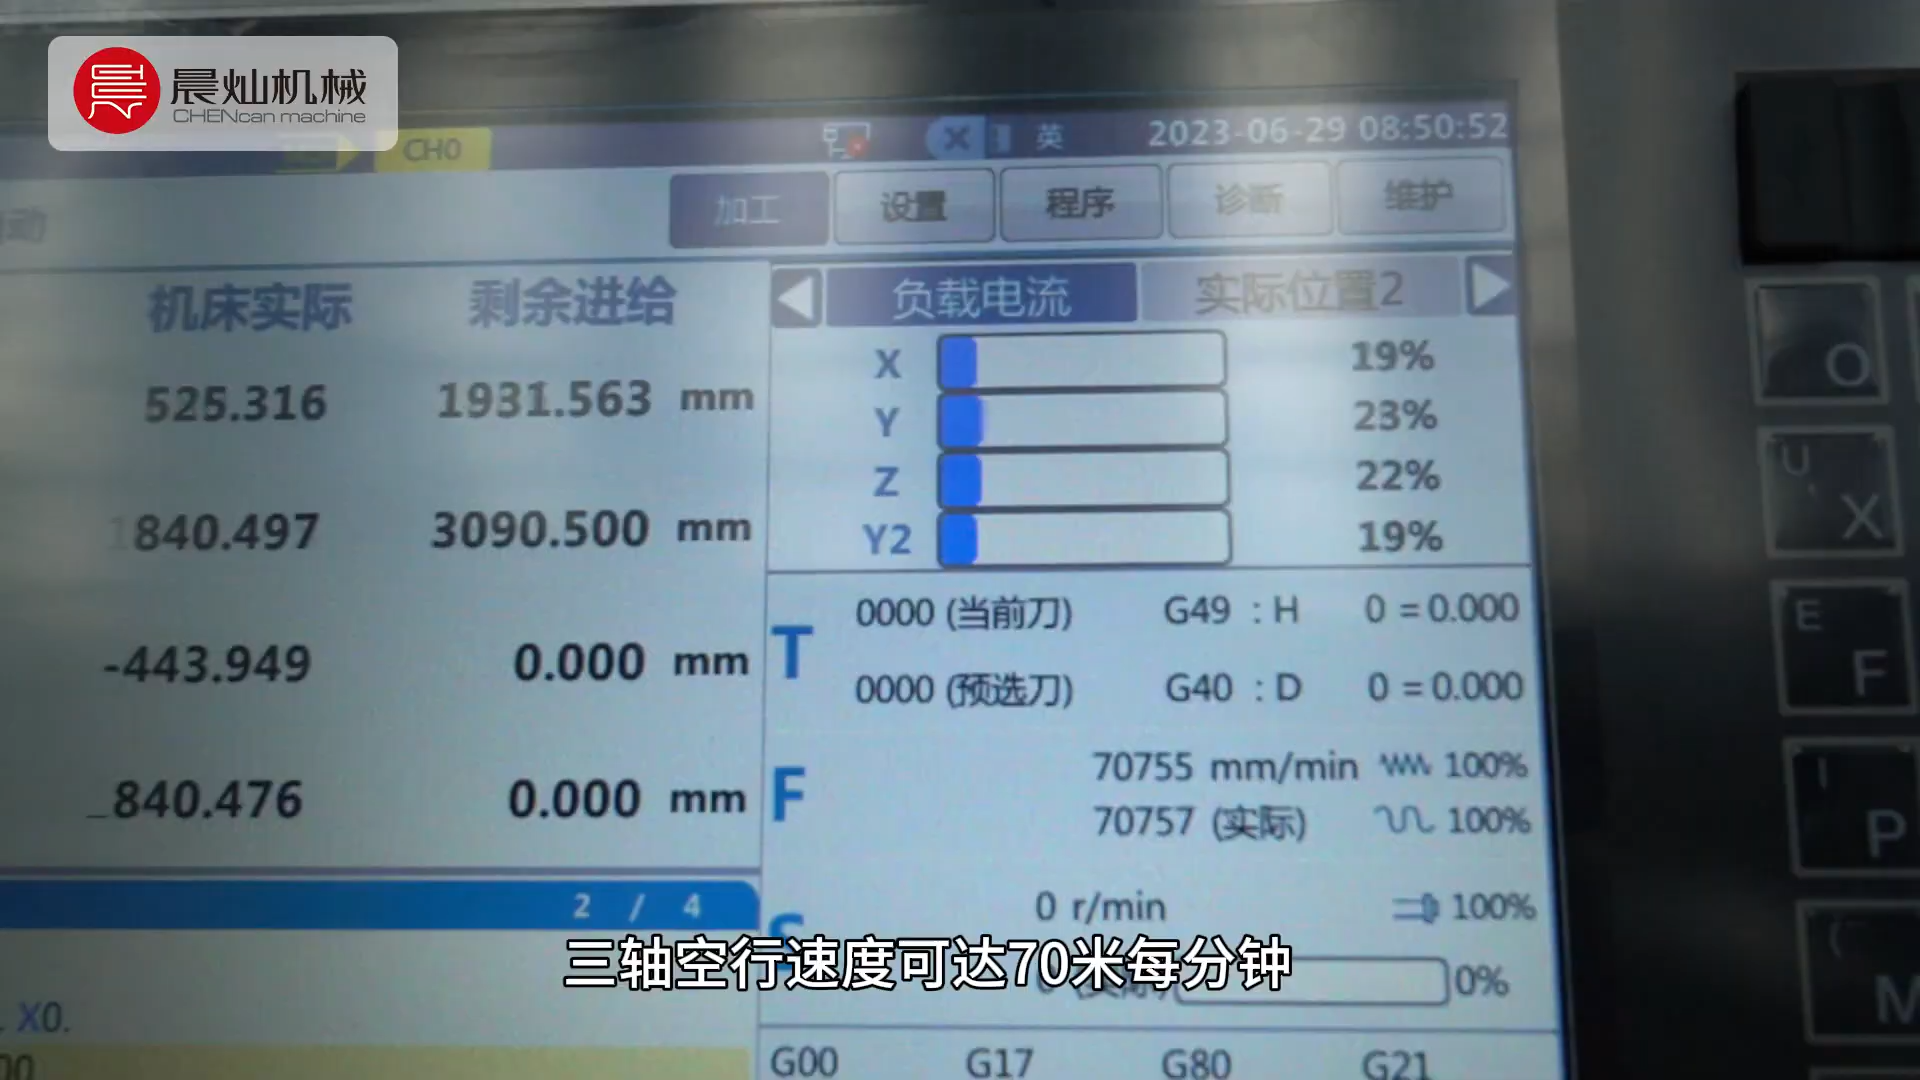 晨灿机械
CHENcan machine
CH0
英
2023-06-29 08:50:52
加工 设置 程序 诊断 维护
机床实际 剩余进给
负载电流 实际位置2
525.316 1931.563 mm
X 19%
Y 23%
840.497 3090.500 mm
Z 22%
Y2 19%
-443.949 0.000 mm
T
0000 (当前刀) G49 : H 0 = 0.000
0000 (预选刀) G40 : D 0 = 0.000
840.476 0.000 mm
F
70755 mm/min 100%
70757 (实际) 100%
2 / 4
S
0 r/min 100%
0%
三轴空行速度可达70米每分钟
X0.
G00 G17 G80 G21
O
U
X
E
F
P
M